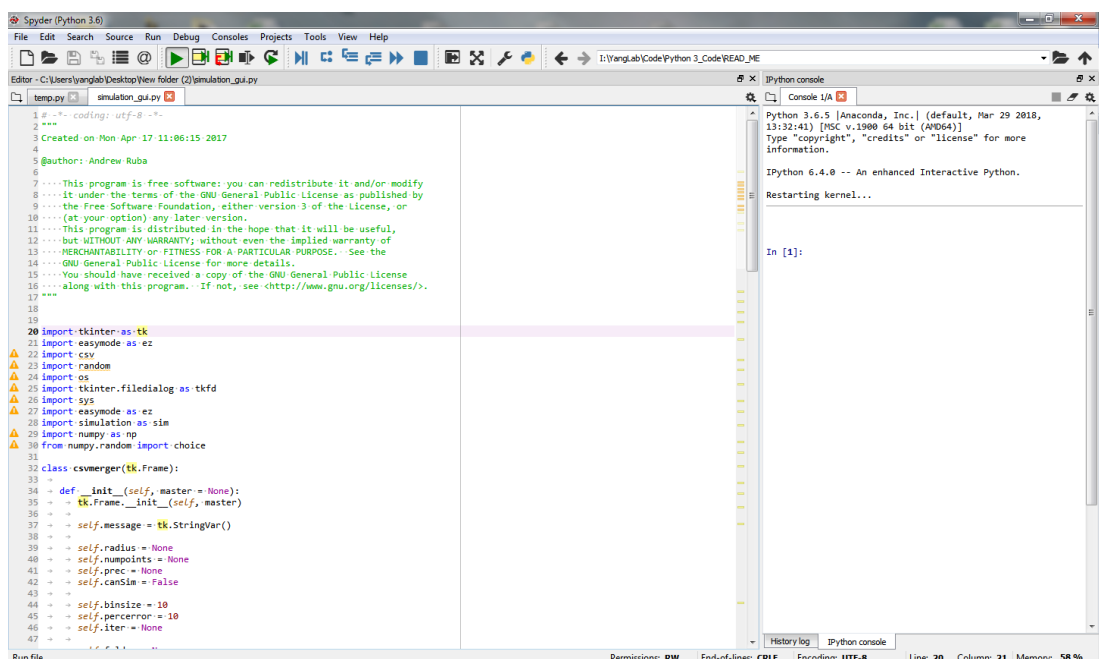 Spyder (Python 3.6)
File Edit Search Source Run Debug Consoles Projects Tools View Help
I:\YangLab\Code\Python 3_Code\READ_ME
Editor - C:\Users\yanglab\Desktop\New folder (2)\simulation_gui.py
temp.py simulation_gui.py
1 # -*- coding: utf-8 -*-
2 """
3 Created on Mon Apr 17 11:06:15 2017
4
5 @author: Andrew Ruba
6
7 ····This program is free software: you can redistribute it and/or modify
8 ····it under the terms of the GNU General Public License as published by
9 ····the Free Software Foundation, either version 3 of the License, or
10 ····(at your option) any later version.
11 ····This program is distributed in the hope that it will be useful,
12 ····but WITHOUT ANY WARRANTY; without even the implied warranty of
13 ····MERCHANTABILITY or FITNESS FOR A PARTICULAR PURPOSE.  See the
14 ····GNU General Public License for more details.
15 ····You should have received a copy of the GNU General Public License
16 ····along with this program.  If not, see <http://www.gnu.org/licenses/>.
17 """
18
19
20 import tkinter as tk
21 import easymode as ez
22 import csv
23 import random
24 import os
25 import tkinter.filedialog as tkfd
26 import sys
27 import easymode as ez
28 import simulation as sim
29 import numpy as np
30 from numpy.random import choice
31
32 class csvmerger(tk.Frame):
33
34 def __init__(self, master = None):
35 tk.Frame.__init__(self, master)
36
37 self.message = tk.StringVar()
38
39 self.radius = None
40 self.numpoints = None
41 self.prec = None
42 self.canSim = False
43
44 self.binsize = 10
45 self.percerror = 10
46 self.iter = None
47
IPython console
Console 1/A
Python 3.6.5 |Anaconda, Inc.| (default, Mar 29 2018,
13:32:41) [MSC v.1900 64 bit (AMD64)]
Type "copyright", "credits" or "license" for more
information.
IPython 6.4.0 -- An enhanced Interactive Python.
Restarting kernel...
In [1]:
History log IPython console
Run file Permissions: RW End-of-lines: CRLF Encoding: UTF-8 Line: 20 Column: 21 Memory: 58 %